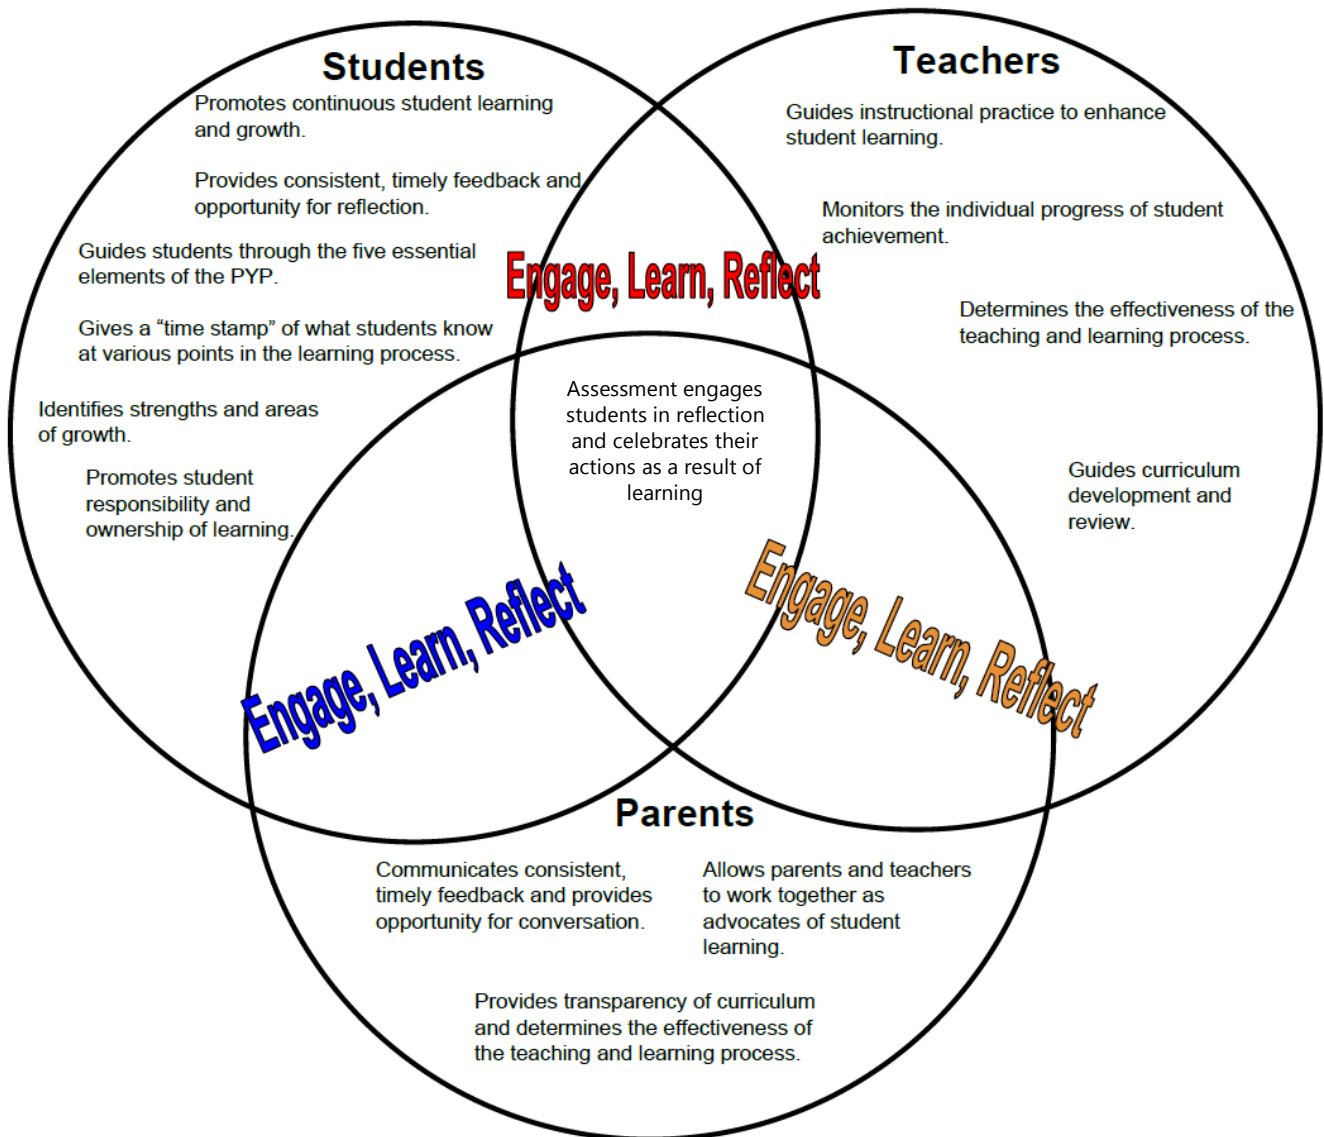 Students
Promotes continuous student learning
and growth.
Provides consistent, timely feedback and
opportunity for reflection.
Guides students through the five essential
elements of the PYP.
Gives a “time stamp” of what students know
at various points in the learning process.
Identifies strengths and areas
of growth.
Promotes student
responsibility and
ownership of learning.
Teachers
Guides instructional practice to enhance
student learning.
Monitors the individual progress of student
achievement.
Determines the effectiveness of the
teaching and learning process.
Guides curriculum
development and
review.
Engage, Learn, Reflect
Assessment engages
students in reflection
and celebrates their
actions as a result of
learning
Engage, Learn, Reflect
Engage, Learn, Reflect
Parents
Communicates consistent,
timely feedback and provides
opportunity for conversation.
Allows parents and teachers
to work together as
advocates of student
learning.
Provides transparency of curriculum
and determines the effectiveness of
the teaching and learning process.